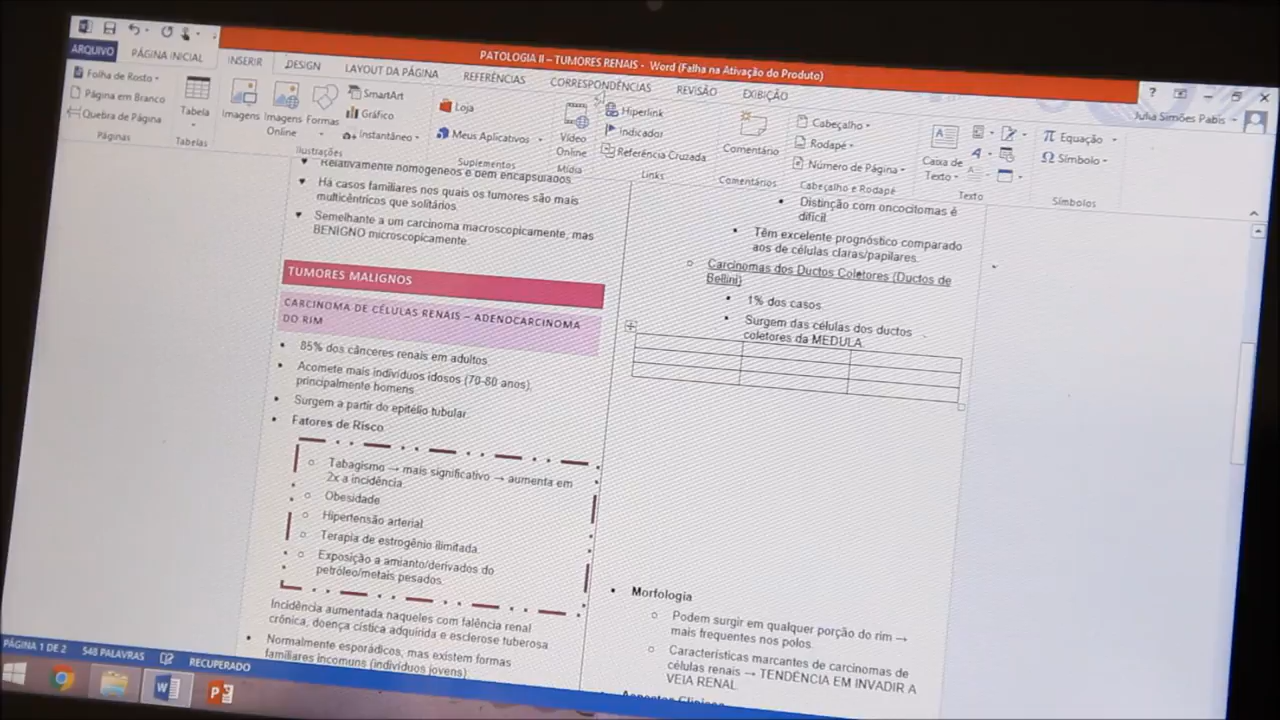 PATOLOGIA II – TUMORES RENAIS - Word (Falha na Ativação do Produto)
ARQUIVO
PÁGINA INICIAL
INSERIR
DESIGN
LAYOUT DA PÁGINA
REFERÊNCIAS
CORRESPONDÊNCIAS
REVISÃO
EXIBIÇÃO
Julia Simões Pabis
Folha de Rosto
Página em Branco
Quebra de Página
Páginas
Tabela
Tabelas
Imagens
Imagens Online
Formas
SmartArt
Gráfico
Instantâneo
Ilustrações
Loja
Meus Aplicativos
Suplementos
Vídeo Online
Mídia
Hiperlink
Indicador
Referência Cruzada
Links
Comentário
Comentários
Cabeçalho
Rodapé
Número de Página
Cabeçalho e Rodapé
Caixa de Texto
Texto
Equação
Símbolo
Símbolos
Relativamente homogêneos e bem encapsulados
Há casos familiares nos quais os tumores são mais
multicêntricos que solitários.
Semelhante a um carcinoma macroscopicamente, mas
BENIGNO microscopicamente.
TUMORES MALIGNOS
CARCINOMA DE CÉLULAS RENAIS – ADENOCARCINOMA
DO RIM
85% dos cânceres renais em adultos
Acomete mais indivíduos idosos (70-80 anos),
principalmente homens.
Surgem a partir do epitélio tubular.
Fatores de Risco
Tabagismo → mais significativo → aumenta em
2x a incidência
Obesidade
Hipertensão arterial
Terapia de estrogênio ilimitada
Exposição a amianto/derivados do
petróleo/metais pesados.
Incidência aumentada naqueles com falência renal
crônica, doença cística adquirida e esclerose tuberosa
Normalmente esporádicos, mas existem formas
familiares incomuns (indivíduos jovens)
Distinção com oncocitomas é
difícil.
Têm excelente prognóstico comparado
aos de células claras/papilares.
Carcinomas dos Ductos Coletores (Ductos de
Bellini)
1% dos casos.
Surgem das células dos ductos
coletores da MEDULA.
Morfologia
Podem surgir em qualquer porção do rim →
mais frequentes nos polos.
Características marcantes de carcinomas de
células renais → TENDÊNCIA EM INVADIR A
VEIA RENAL
Aspectos Clínicos
PÁGINA 1 DE 2
548 PALAVRAS
RECUPERADO